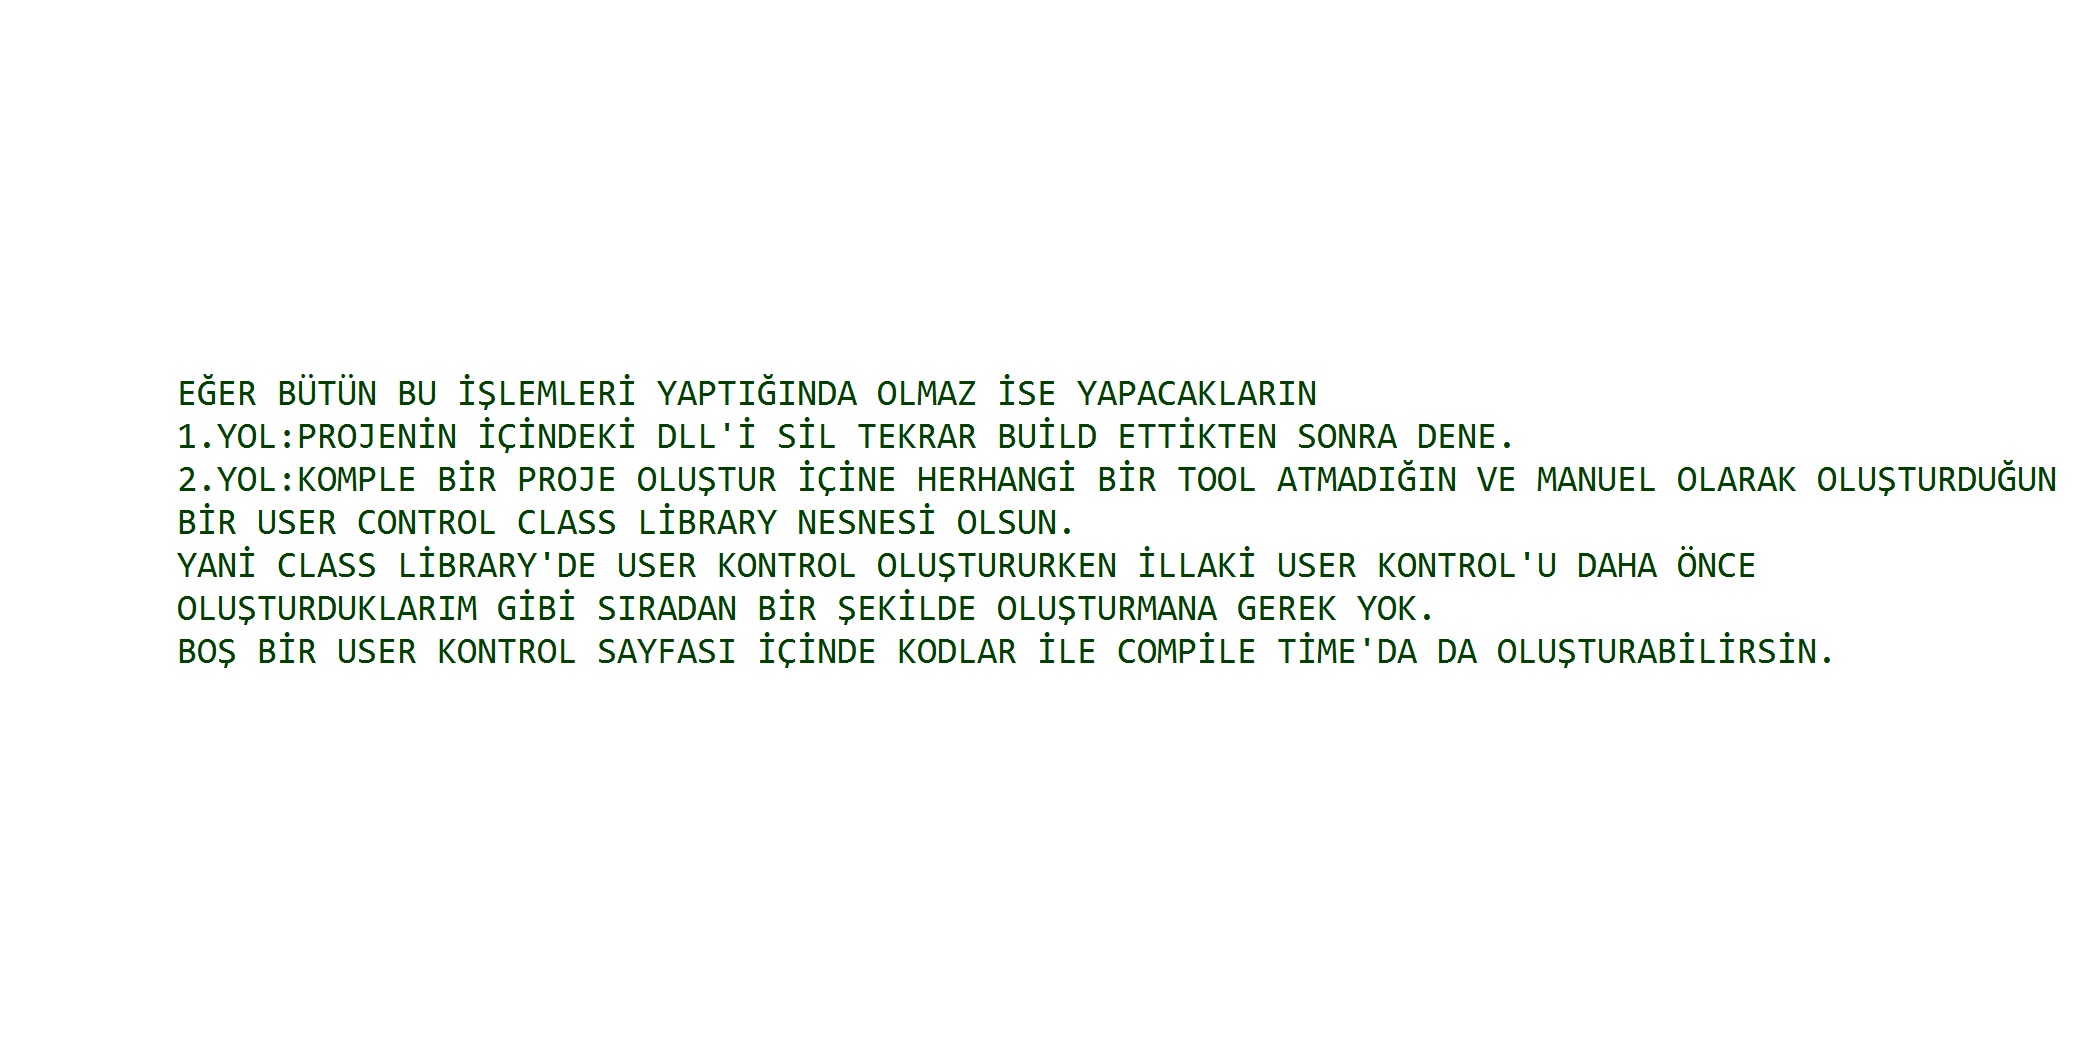 EĞER BÜTÜN BU İŞLEMLERİ YAPTIĞINDA OLMAZ İSE YAPACAKLARIN
1.YOL:PROJENİN İÇİNDEKİ DLL'İ SİL TEKRAR BUİLD ETTİKTEN SONRA DENE.
2.YOL:KOMPLE BİR PROJE OLUŞTUR İÇİNE HERHANGİ BİR TOOL ATMADIĞIN VE MANUEL OLARAK OLUŞTURDUĞUN
BİR USER CONTROL CLASS LİBRARY NESNESİ OLSUN.
YANİ CLASS LİBRARY'DE USER KONTROL OLUŞTURURKEN İLLAKİ USER KONTROL'U DAHA ÖNCE
OLUŞTURDUKLARIM GİBİ SIRADAN BİR ŞEKİLDE OLUŞTURMANA GEREK YOK.
BOŞ BİR USER KONTROL SAYFASI İÇİNDE KODLAR İLE COMPİLE TİME'DA DA OLUŞTURABİLİRSİN.